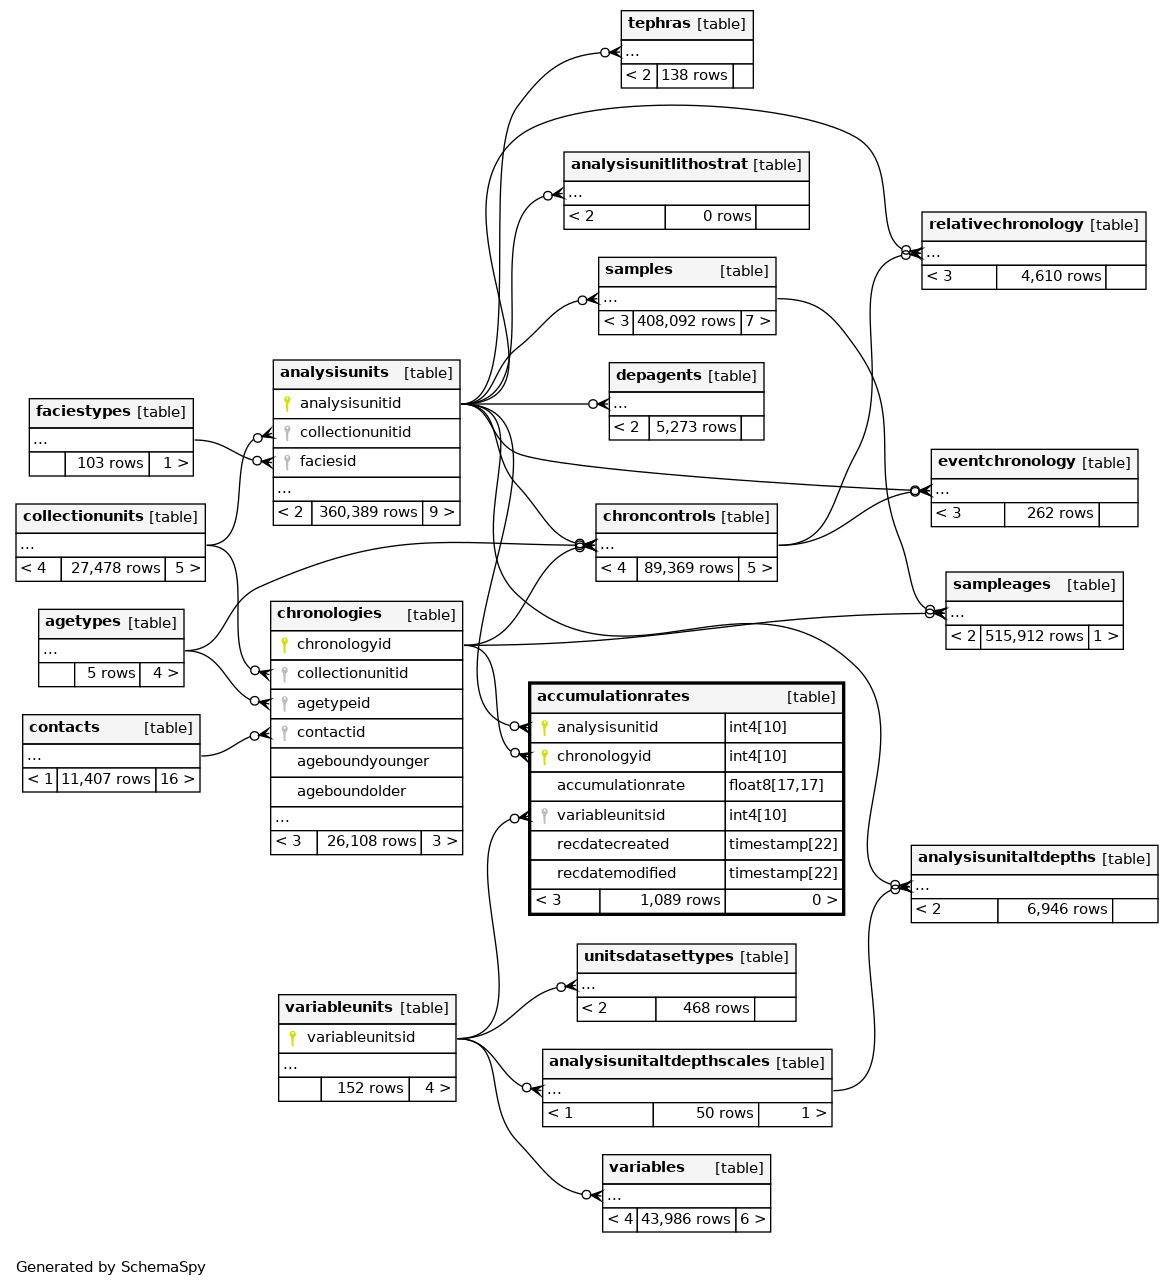 tephras [table]
...
< 2 138 rows
analysisunitlithostrat [table]
...
< 2 0 rows
relativechronology [table]
...
< 3 4,610 rows
samples [table]
...
< 3 408,092 rows 7 >
analysisunits [table]
analysisunitid
collectionunitid
faciesid
...
< 2 360,389 rows 9 >
depagents [table]
...
< 2 5,273 rows
faciestypes [table]
...
103 rows 1 >
eventchronology [table]
...
< 3 262 rows
collectionunits [table]
...
< 4 27,478 rows 5 >
chroncontrols [table]
...
< 4 89,369 rows 5 >
sampleages [table]
...
< 2 515,912 rows 1 >
agetypes [table]
...
5 rows 4 >
chronologies [table]
chronologyid
collectionunitid
agetypeid
contactid
ageboundyounger
ageboundolder
...
< 3 26,108 rows 3 >
contacts [table]
...
< 1 11,407 rows 16 >
accumulationrates [table]
analysisunitid int4[10]
chronologyid int4[10]
accumulationrate float8[17,17]
variableunitsid int4[10]
recdatecreated timestamp[22]
recdatemodified timestamp[22]
< 3 1,089 rows 0 >
analysisunitaltdepths [table]
...
< 2 6,946 rows
unitsdatasettypes [table]
...
< 2 468 rows
variableunits [table]
variableunitsid
...
152 rows 4 >
analysisunitaltdepthscales [table]
...
< 1 50 rows 1 >
variables [table]
...
< 4 43,986 rows 6 >
Generated by SchemaSpy